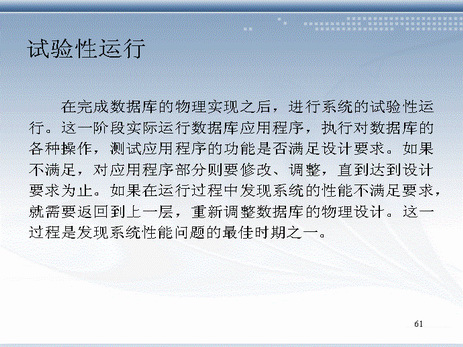 试验性运行
在完成数据库的物理实现之后，进行系统的试验性运
行。这一阶段实际运行数据库应用程序，执行对数据库的
各种操作，测试应用程序的功能是否满足设计要求。如果
不满足，对应用程序部分则要修改、调整，直到达到设计
要求为止。如果在运行过程中发现系统的性能不满足要求，
就需要返回到上一层，重新调整数据库的物理设计。这一
过程是发现系统性能问题的最佳时期之一。
61